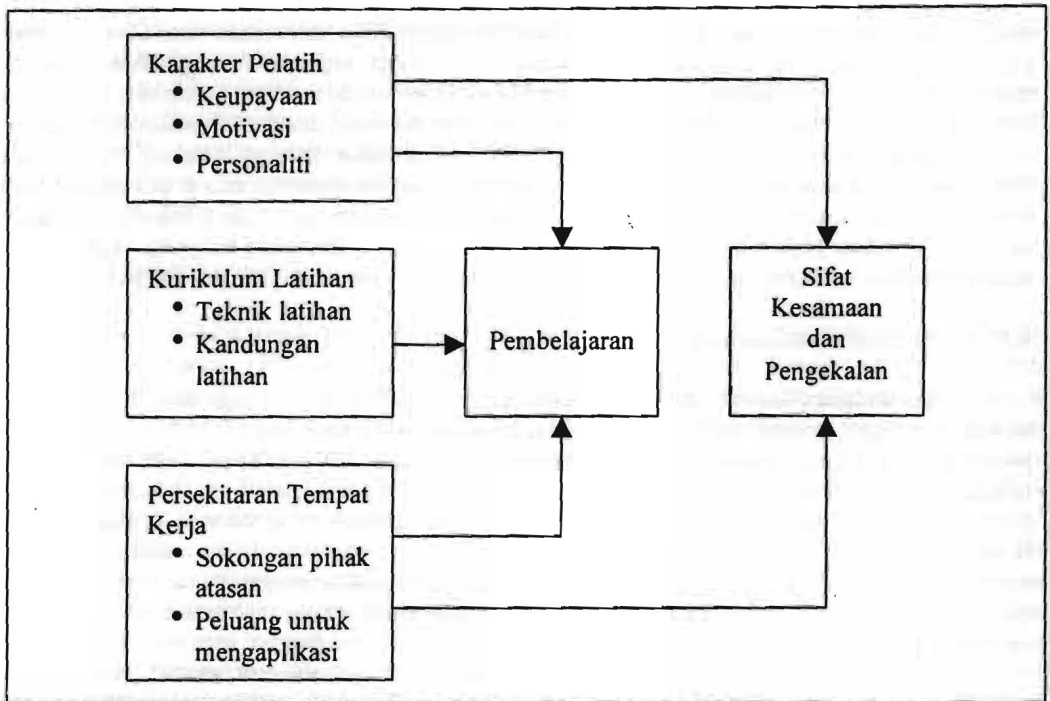 Karakter Pelatih
• Keupayaan
• Motivasi
• Personaliti
Kurikulum Latihan
• Teknik latihan
• Kandungan
latihan
Pembelajaran
Sifat
Kesamaan
dan
Pengekalan
Persekitaran Tempat
Kerja
• Sokongan pihak
atasan
• Peluang untuk
mengaplikasi